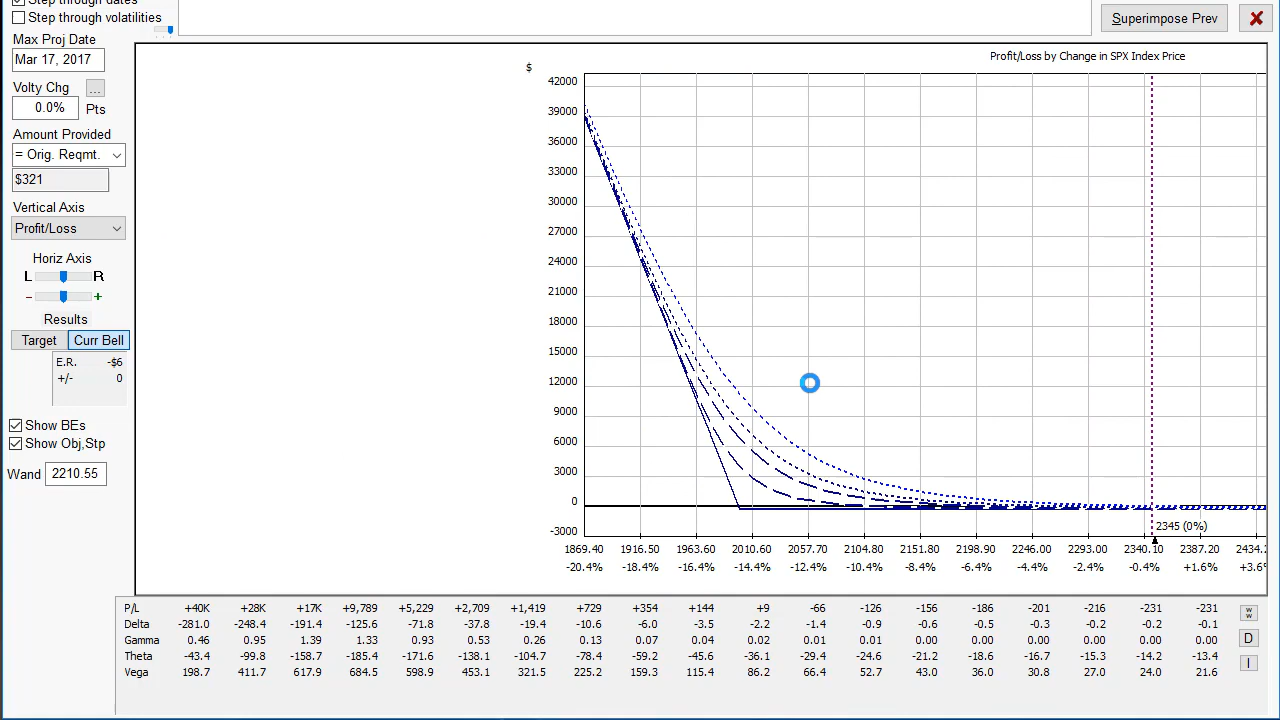 Step through dates
Step through volatilities
Superimpose Prev
Max Proj Date
Mar 17, 2017
Volty Chg
...
0.0%
Pts
Amount Provided
= Orig. Reqmt.
$321
Vertical Axis
Profit/Loss
Horiz Axis
L R
- +
Results
Target Curr Bell
E.R. -$6
+/- 0
Show BEs
Show Obj,Stp
Wand 2210.55
Profit/Loss by Change in SPX Index Price
$
42000
39000
36000
33000
30000
27000
24000
21000
18000
15000
12000
9000
6000
3000
0
-3000
2345 (0%)
1869.40 1916.50 1963.60 2010.60 2057.70 2104.80 2151.80 2198.90 2246.00 2293.00 2340.10 2387.20 2434.2
-20.4% -18.4% -16.4% -14.4% -12.4% -10.4% -8.4% -6.4% -4.4% -2.4% -0.4% +1.6% +3.6%
P/L +40K +28K +17K +9,789 +5,229 +2,709 +1,419 +729 +354 +144 +9 -66 -126 -156 -186 -201 -216 -231 -231
Delta -281.0 -248.4 -191.4 -125.6 -71.8 -37.8 -19.4 -10.6 -6.0 -3.5 -2.2 -1.4 -0.9 -0.6 -0.5 -0.3 -0.2 -0.2 -0.1
Gamma 0.46 0.95 1.39 1.33 0.93 0.53 0.26 0.13 0.07 0.04 0.02 0.01 0.01 0.00 0.00 0.00 0.00 0.00 0.00
Theta -43.4 -99.8 -158.7 -185.4 -171.6 -138.1 -104.7 -78.4 -59.2 -45.6 -36.1 -29.4 -24.6 -21.2 -18.6 -16.7 -15.3 -14.2 -13.4
Vega 198.7 411.7 617.9 684.5 598.9 453.1 321.5 225.2 159.3 115.4 86.2 66.4 52.7 43.0 36.0 30.8 27.0 24.0 21.6
W
W
D
I